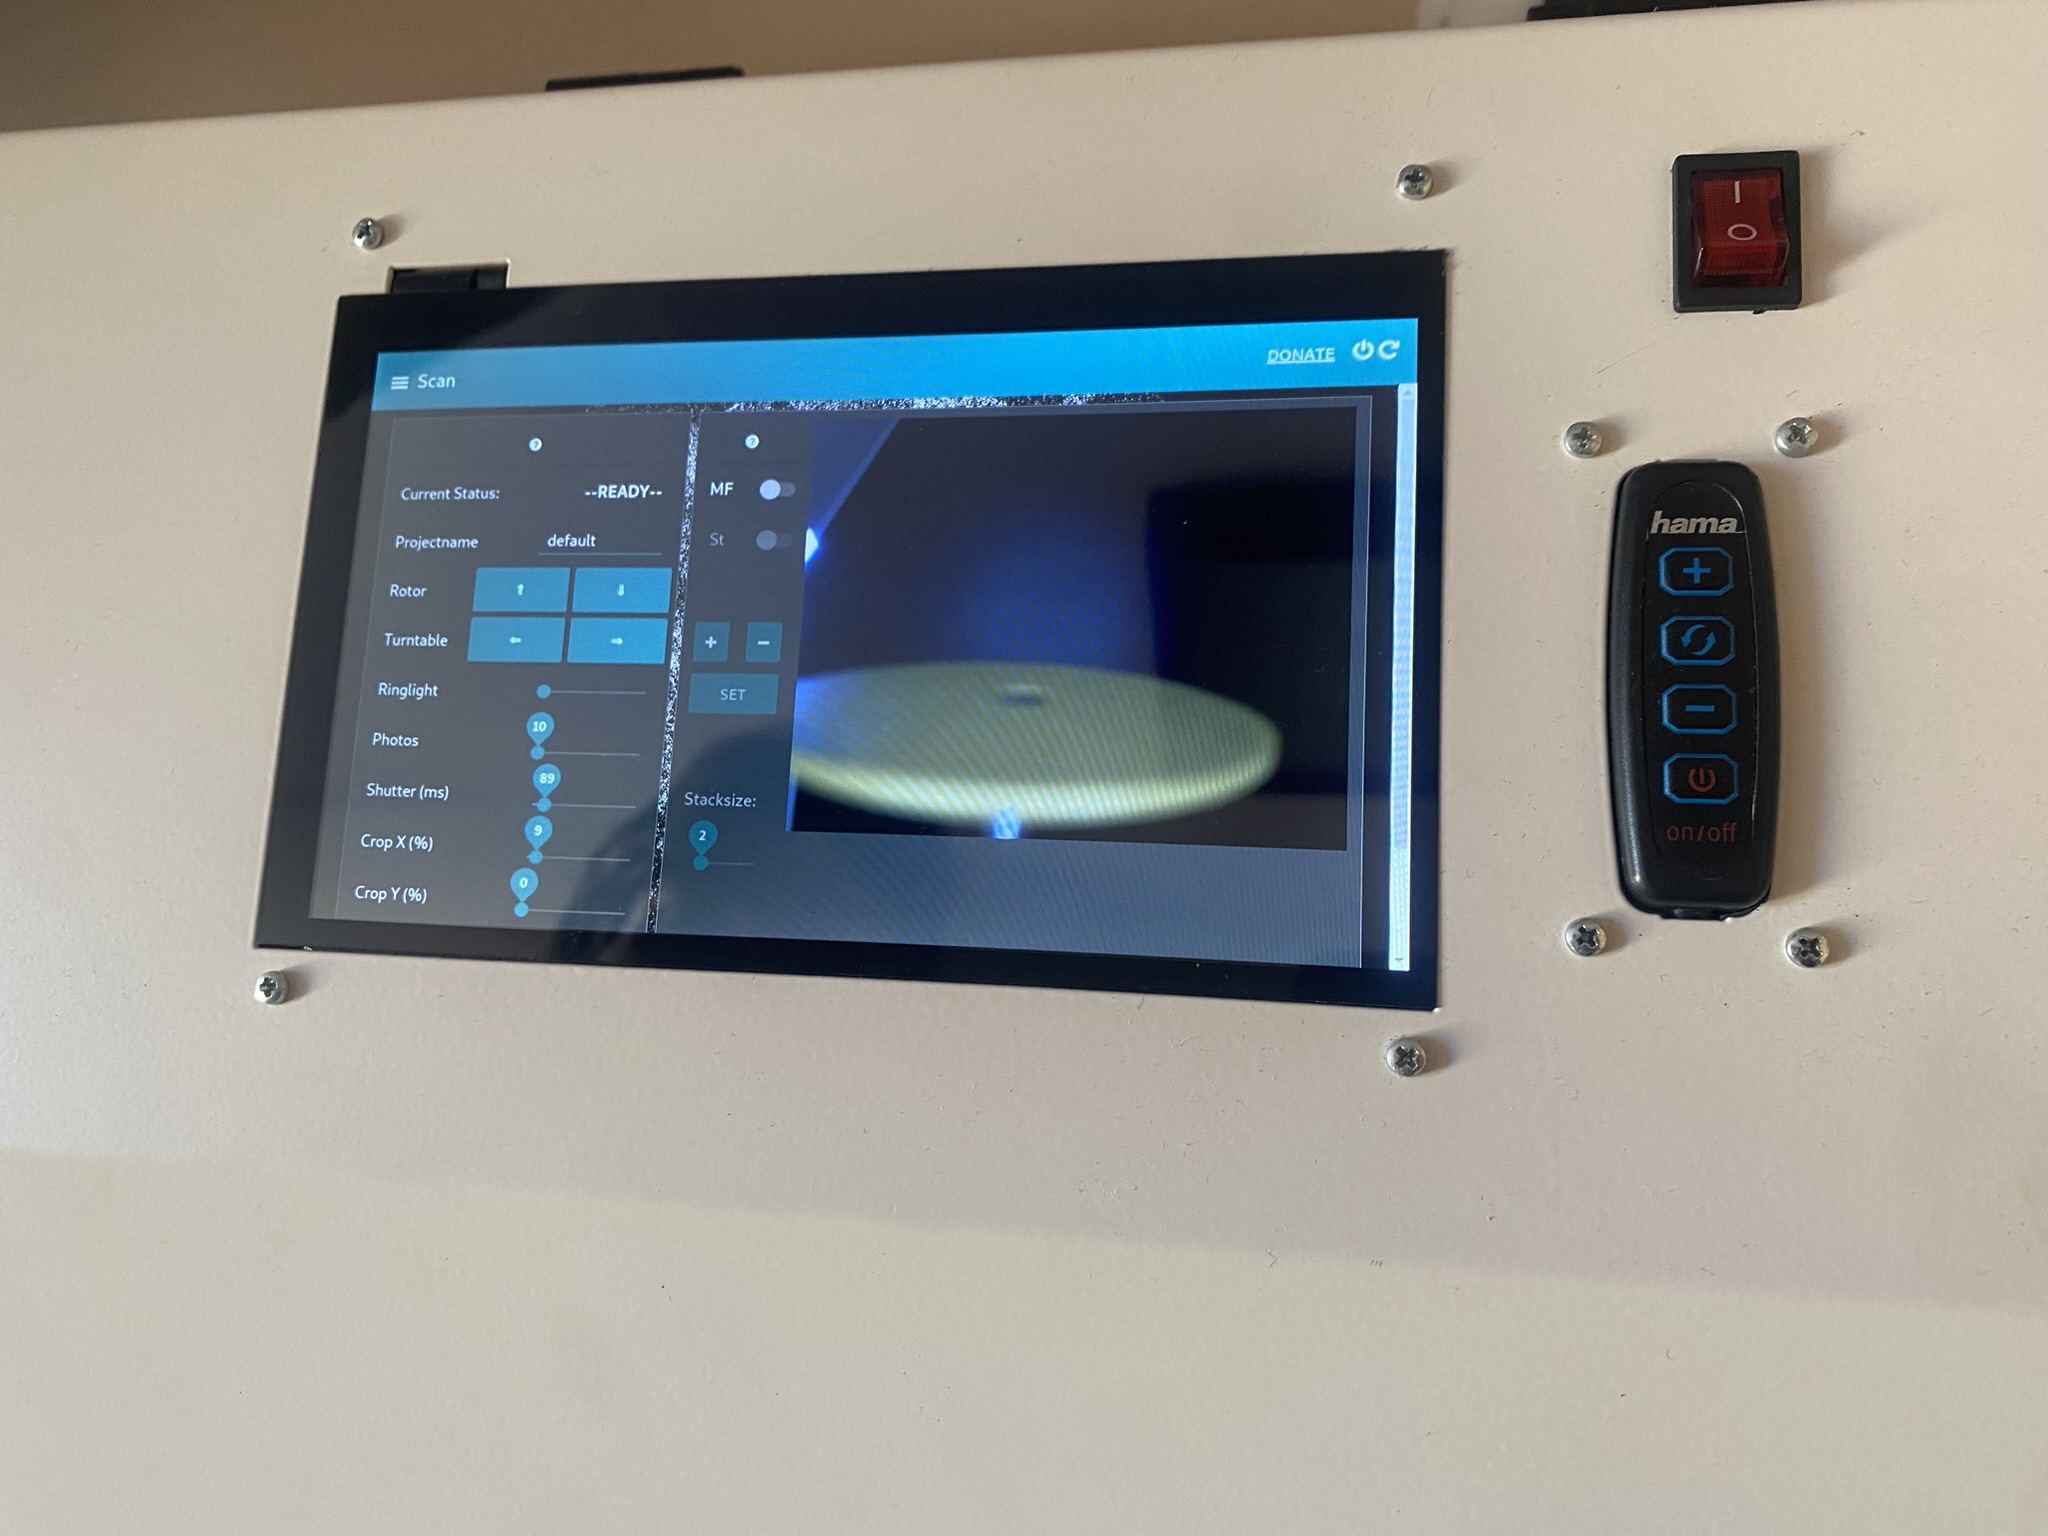 Scan
DONATE
Current Status: --READY--
Projectname default
Rotor
Turntable
Ringlight
Photos 10
Shutter (ms) 89
Crop X (%) 9
Crop Y (%) 0
MF
St
+ −
SET
Stacksize:
2
I
O
hama
on/off